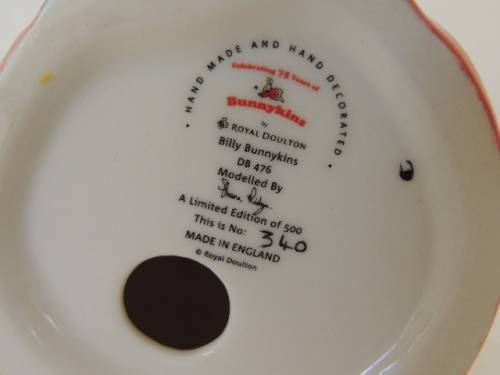 • HAND MADE AND HAND DECORATED •
Celebrating 75 Years of
Bunnykins
by
ROYAL DOULTON
Billy Bunnykins
DB 476
Modelled By
A Limited Edition of 500
This is No: 340
MADE IN ENGLAND
© Royal Doulton